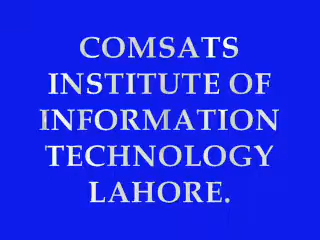 COMSATS
INSTITUTE OF
INFORMATION
TECHNOLOGY
LAHORE.